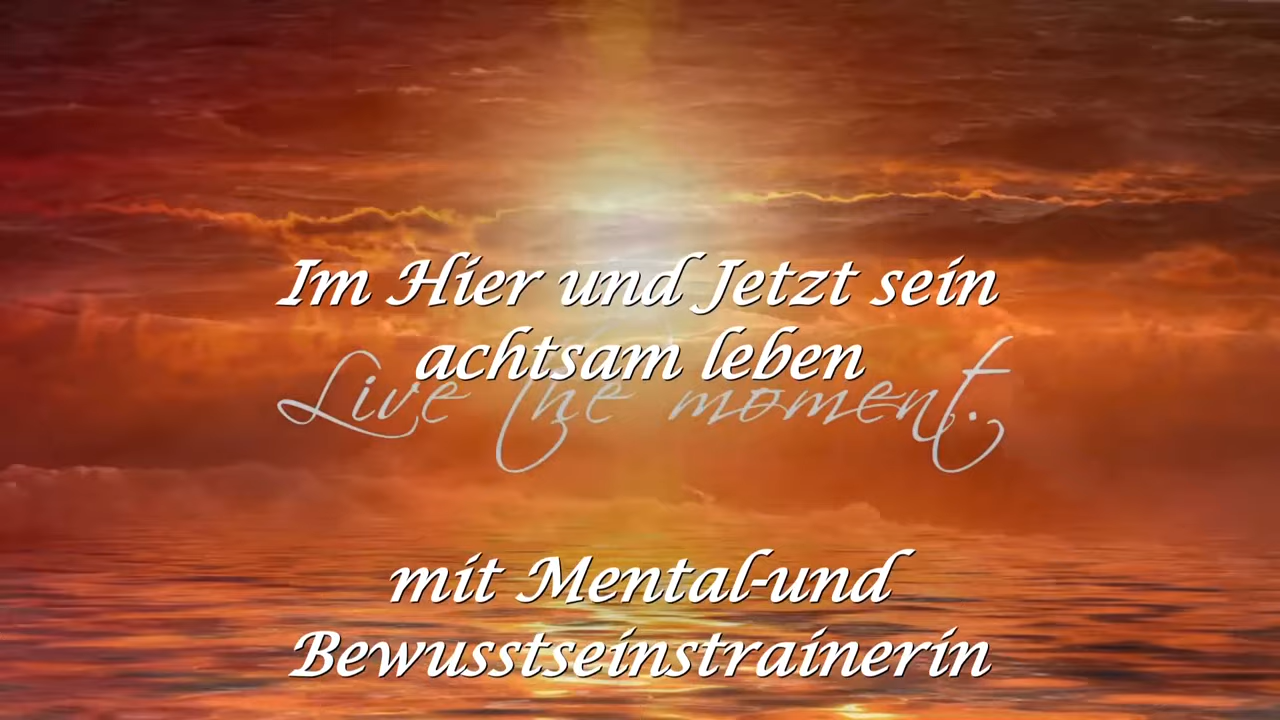 Im Hier und Jetzt sein
achtsam leben
Live the moment.
mit Mental-und
Bewusstseinstrainerin